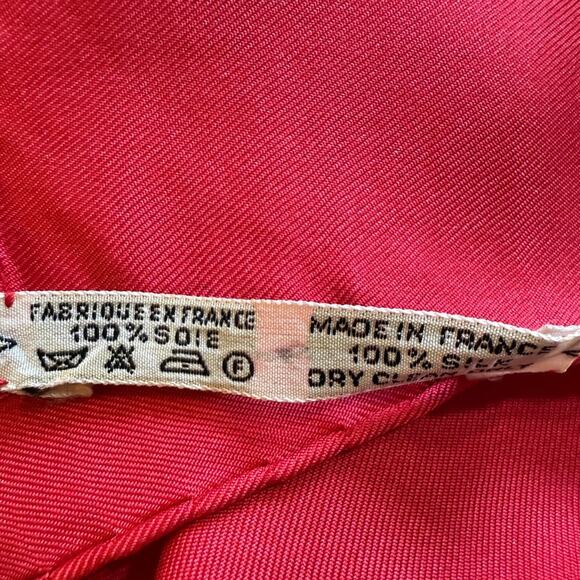 FABRIQUE EN FRANCE
100% SOIE
F
MADE IN FRANCE
100% SILK
DRY